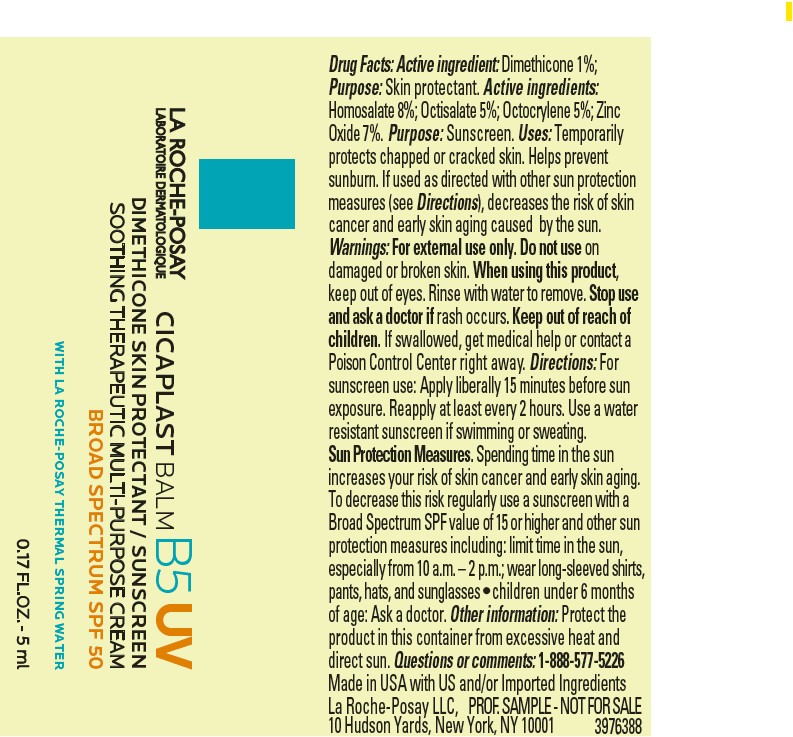 LA ROCHE-POSAY
LABORATOIRE DERMATOLOGIQUE
CICAPLAST BALM B5 UV
DIMETHICONE SKIN PROTECTANT / SUNSCREEN
SOOTHING THERAPEUTIC MULTI-PURPOSE CREAM
BROAD SPECTRUM SPF 50
WITH LA ROCHE-POSAY THERMAL SPRING WATER
0.17 FL.OZ. - 5 ml
Drug Facts: Active ingredient: Dimethicone 1%;
Purpose: Skin protectant. Active ingredients:
Homosalate 8%; Octisalate 5%; Octocrylene 5%; Zinc
Oxide 7%. Purpose: Sunscreen. Uses: Temporarily
protects chapped or cracked skin. Helps prevent
sunburn. If used as directed with other sun protection
measures (see Directions), decreases the risk of skin
cancer and early skin aging caused by the sun.
Warnings: For external use only. Do not use on
damaged or broken skin. When using this product,
keep out of eyes. Rinse with water to remove. Stop use
and ask a doctor if rash occurs. Keep out of reach of
children. If swallowed, get medical help or contact a
Poison Control Center right away. Directions: For
sunscreen use: Apply liberally 15 minutes before sun
exposure. Reapply at least every 2 hours. Use a water
resistant sunscreen if swimming or sweating.
Sun Protection Measures. Spending time in the sun
increases your risk of skin cancer and early skin aging.
To decrease this risk regularly use a sunscreen with a
Broad Spectrum SPF value of 15 or higher and other sun
protection measures including: limit time in the sun,
especially from 10 a.m. – 2 p.m.; wear long-sleeved shirts,
pants, hats, and sunglasses • children under 6 months
of age: Ask a doctor. Other information: Protect the
product in this container from excessive heat and
direct sun. Questions or comments: 1-888-577-5226
Made in USA with US and/or Imported Ingredients
La Roche-Posay LLC, PROF. SAMPLE - NOT FOR SALE
10 Hudson Yards, New York, NY 10001 3976388